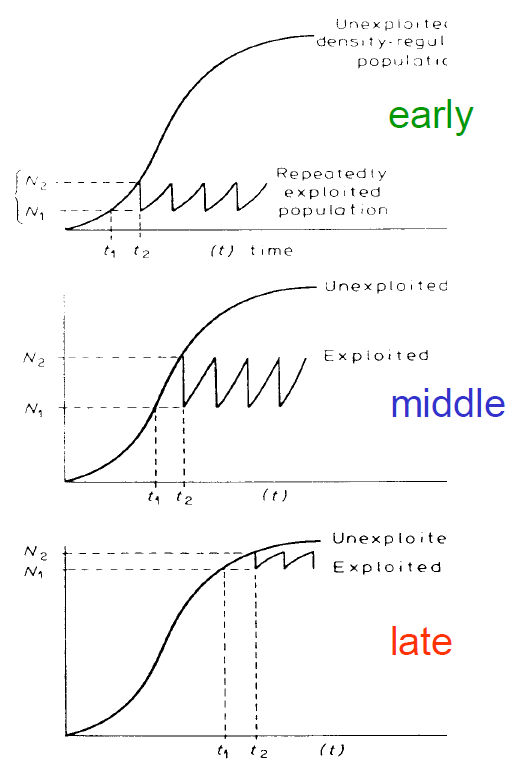 Unexploite
density-regul
populatio
early
N2
Repeatedly
exploited
N1
population
t1 t2 (t) time
Unexploited
N2
Exploited
N1
middle
t1 t2 (t)
Unexploite
N2
N1
Exploited
late
t1 t2 (t)